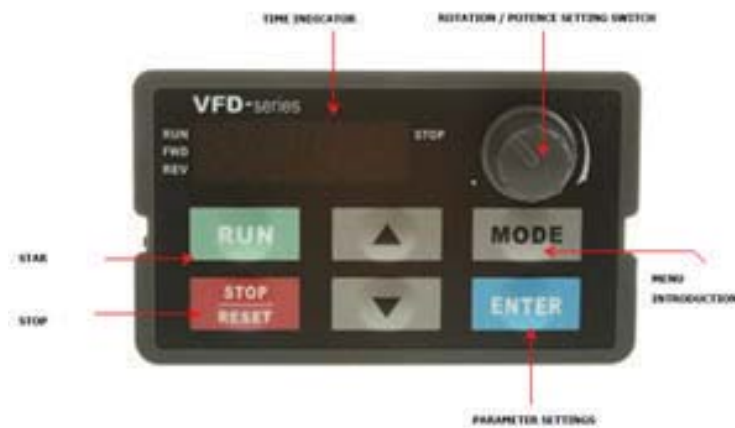 TIME INDICATOR
ROTATION / POTENCE SETTING SWITCH
VFD-series
RUN
STOP
FWD
REV
RUN
MODE
STAR
STOP
RESET
ENTER
MENU
INTRODUCTION
STOP
PARAMETER SETTINGS